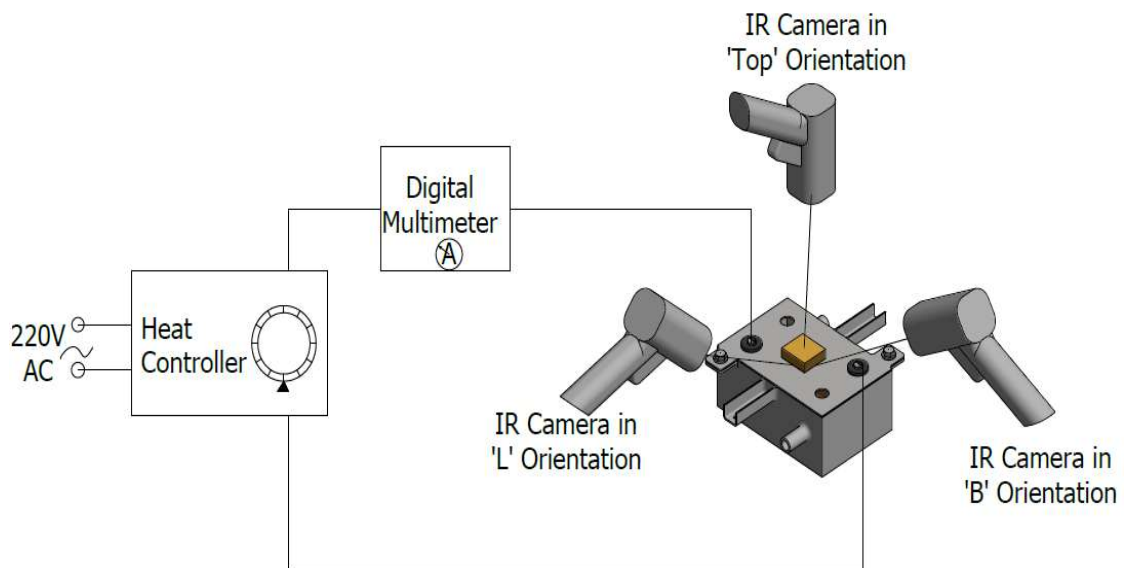 IR Camera in
'Top' Orientation
Digital
Multimeter
A
220V
AC
Heat
Controller
IR Camera in
'L' Orientation
IR Camera in
'B' Orientation